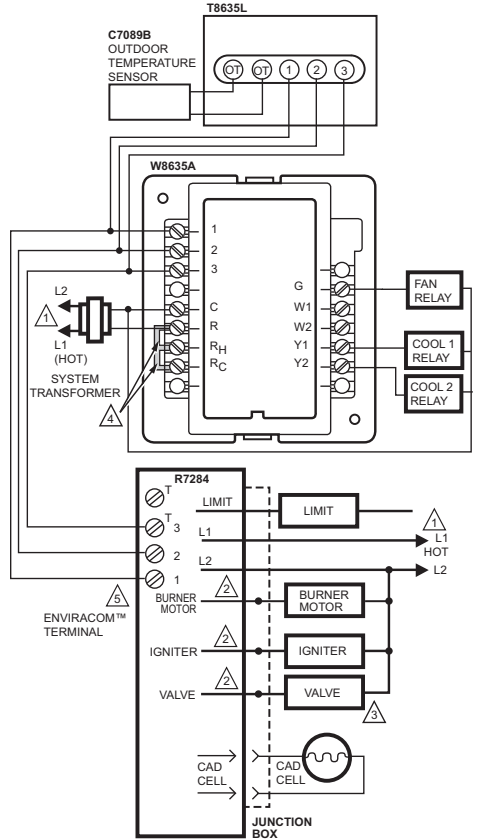 T8635L
C7089B
OUTDOOR
TEMPERATURE
SENSOR
OT OT 1 2 3
W8635A
1
2
3
C
R
RH
RC
G
W1
W2
Y1
Y2
FAN
RELAY
COOL 1
RELAY
COOL 2
RELAY
L2
1
L1
(HOT)
SYSTEM
TRANSFORMER
4
R7284
T
T
3
2
1
5
ENVIRACOM™
TERMINAL
LIMIT
LIMIT
L1
1
L1
HOT
L2
L2
BURNER
MOTOR
2
BURNER
MOTOR
IGNITER
2
IGNITER
VALVE
2
VALVE
3
CAD
CELL
CAD
CELL
JUNCTION
BOX